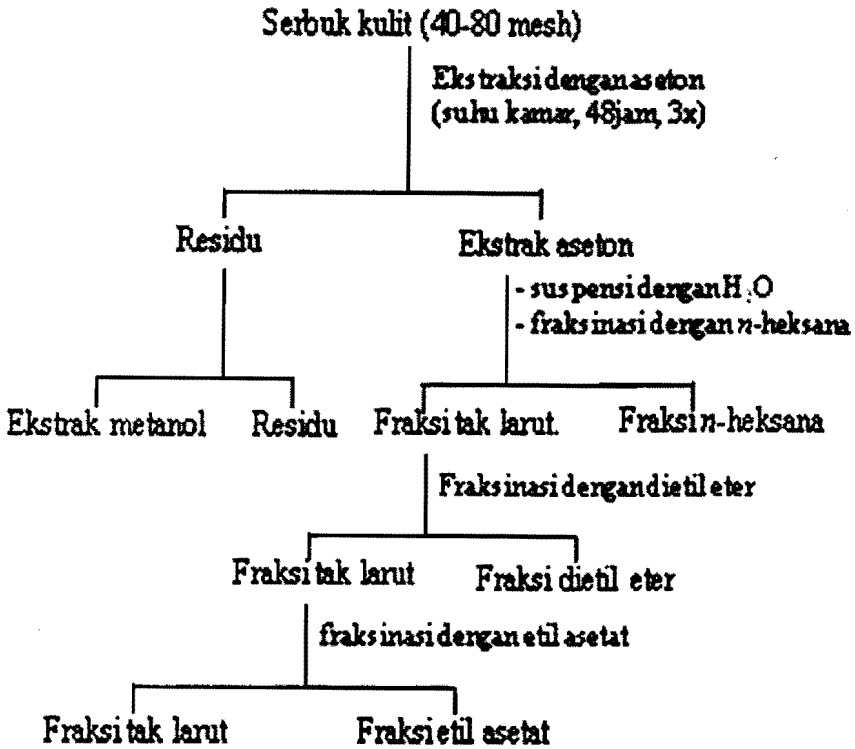 Serbuk kulit (40-80 mesh)
Ekstraksi dengan aseton
(suhu kamar, 48jam, 3x)
Residu
Ekstrak aseton
- suspensi dengan H2O
- fraksinasi dengan n-heksana
Ekstrak metanol
Residu
Fraksi tak larut.
Fraksi n-heksana
Fraksinasi dengan dietil eter
Fraksi tak larut
Fraksi dietil eter
fraksinasi dengan etil asetat
Fraksi tak larut
Fraksi etil asetat